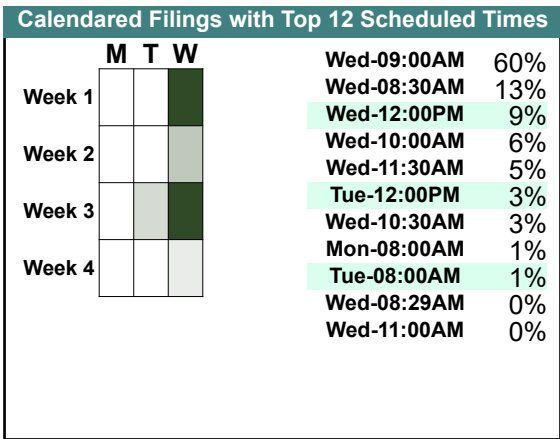 Calendared Filings with Top 12 Scheduled Times
M T W
Week 1
Week 2
Week 3
Week 4
Wed-09:00AM 60%
Wed-08:30AM 13%
Wed-12:00PM 9%
Wed-10:00AM 6%
Wed-11:30AM 5%
Tue-12:00PM 3%
Wed-10:30AM 3%
Mon-08:00AM 1%
Tue-08:00AM 1%
Wed-08:29AM 0%
Wed-11:00AM 0%